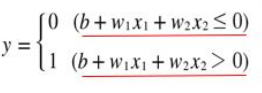 0 (b + w₁x₁ + w₂x₂ ≤ 0)
y = {
1 (b + w₁x₁ + w₂x₂ > 0)